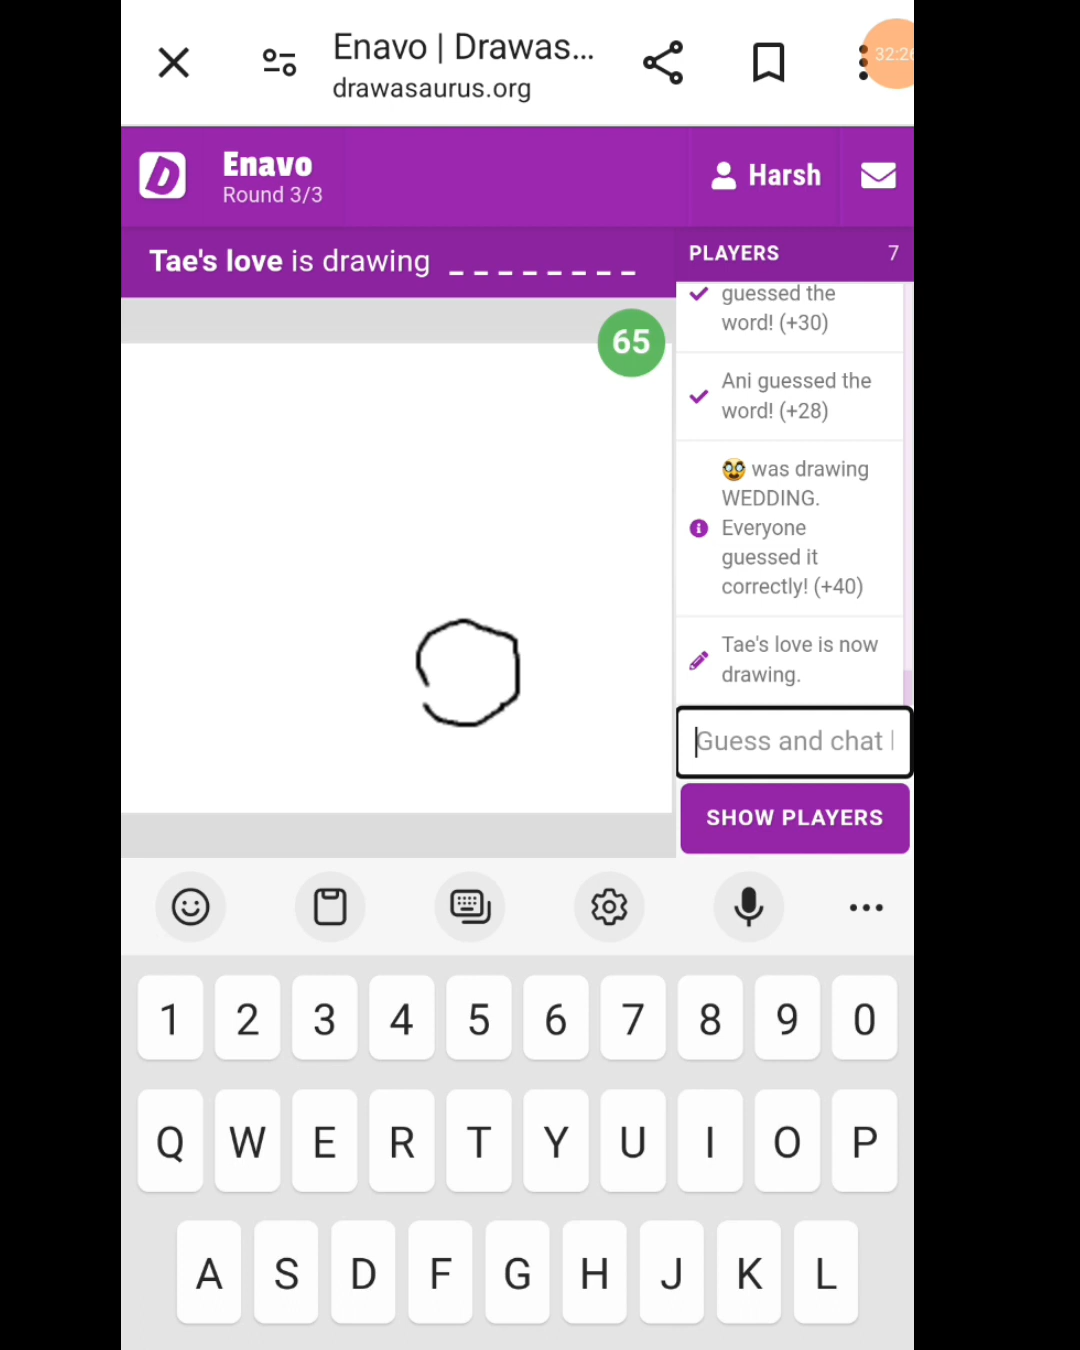 Enavo | Drawas...
drawasaurus.org
Enavo
Round 3/3
Harsh
Tae's love is drawing _ _ _ _ _ _ _ _
PLAYERS 7
65
guessed the
word! (+30)
Ani guessed the
word! (+28)
🥸 was drawing
WEDDING.
Everyone
guessed it
correctly! (+40)
Tae's love is now
drawing.
Guess and chat
SHOW PLAYERS
1 2 3 4 5 6 7 8 9 0
Q W E R T Y U I O P
A S D F G H J K L